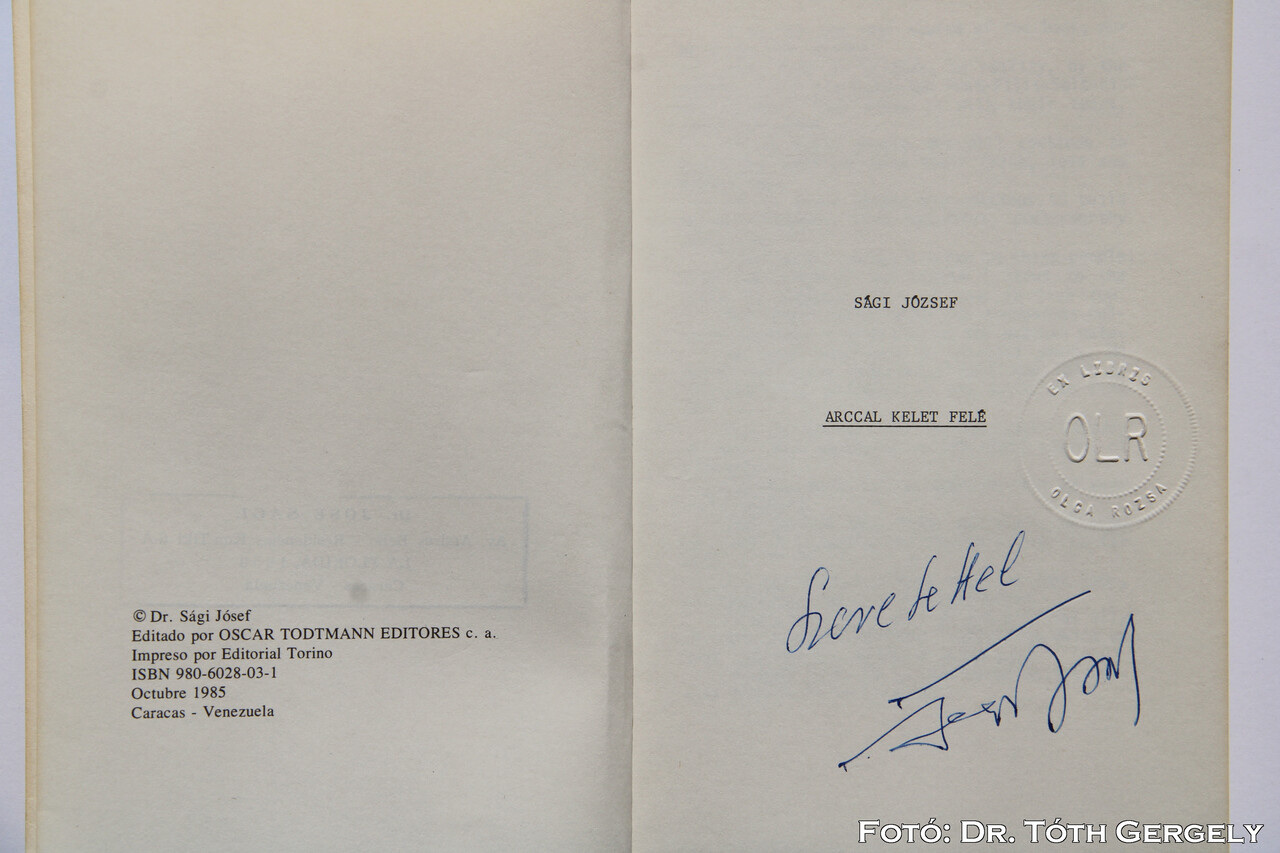 © Dr. Sági Jósef
Editado por OSCAR TODTMANN EDITORES c. a.
Impreso por Editorial Torino
ISBN 980-6028-03-1
Octubre 1985
Caracas - Venezuela
SÁGI JÓZSEF
ARCCAL KELET FELÉ
EX LIBRIS
OLR
OLGA ROZSA
Szeretettel
Fotó: Dr. Tóth Gergely